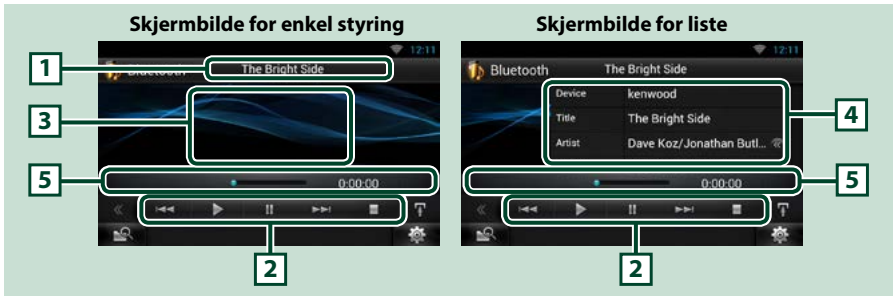 Skjermbilde for enkel styring
12:11
1
Bluetooth The Bright Side
3
5
0:00:00
2
Skjermbilde for liste
12:11
Bluetooth The Bright Side
Device kenwood
4
Title The Bright Side
Artist Dave Koz/Jonathan Butl...
5
0:00:00
2